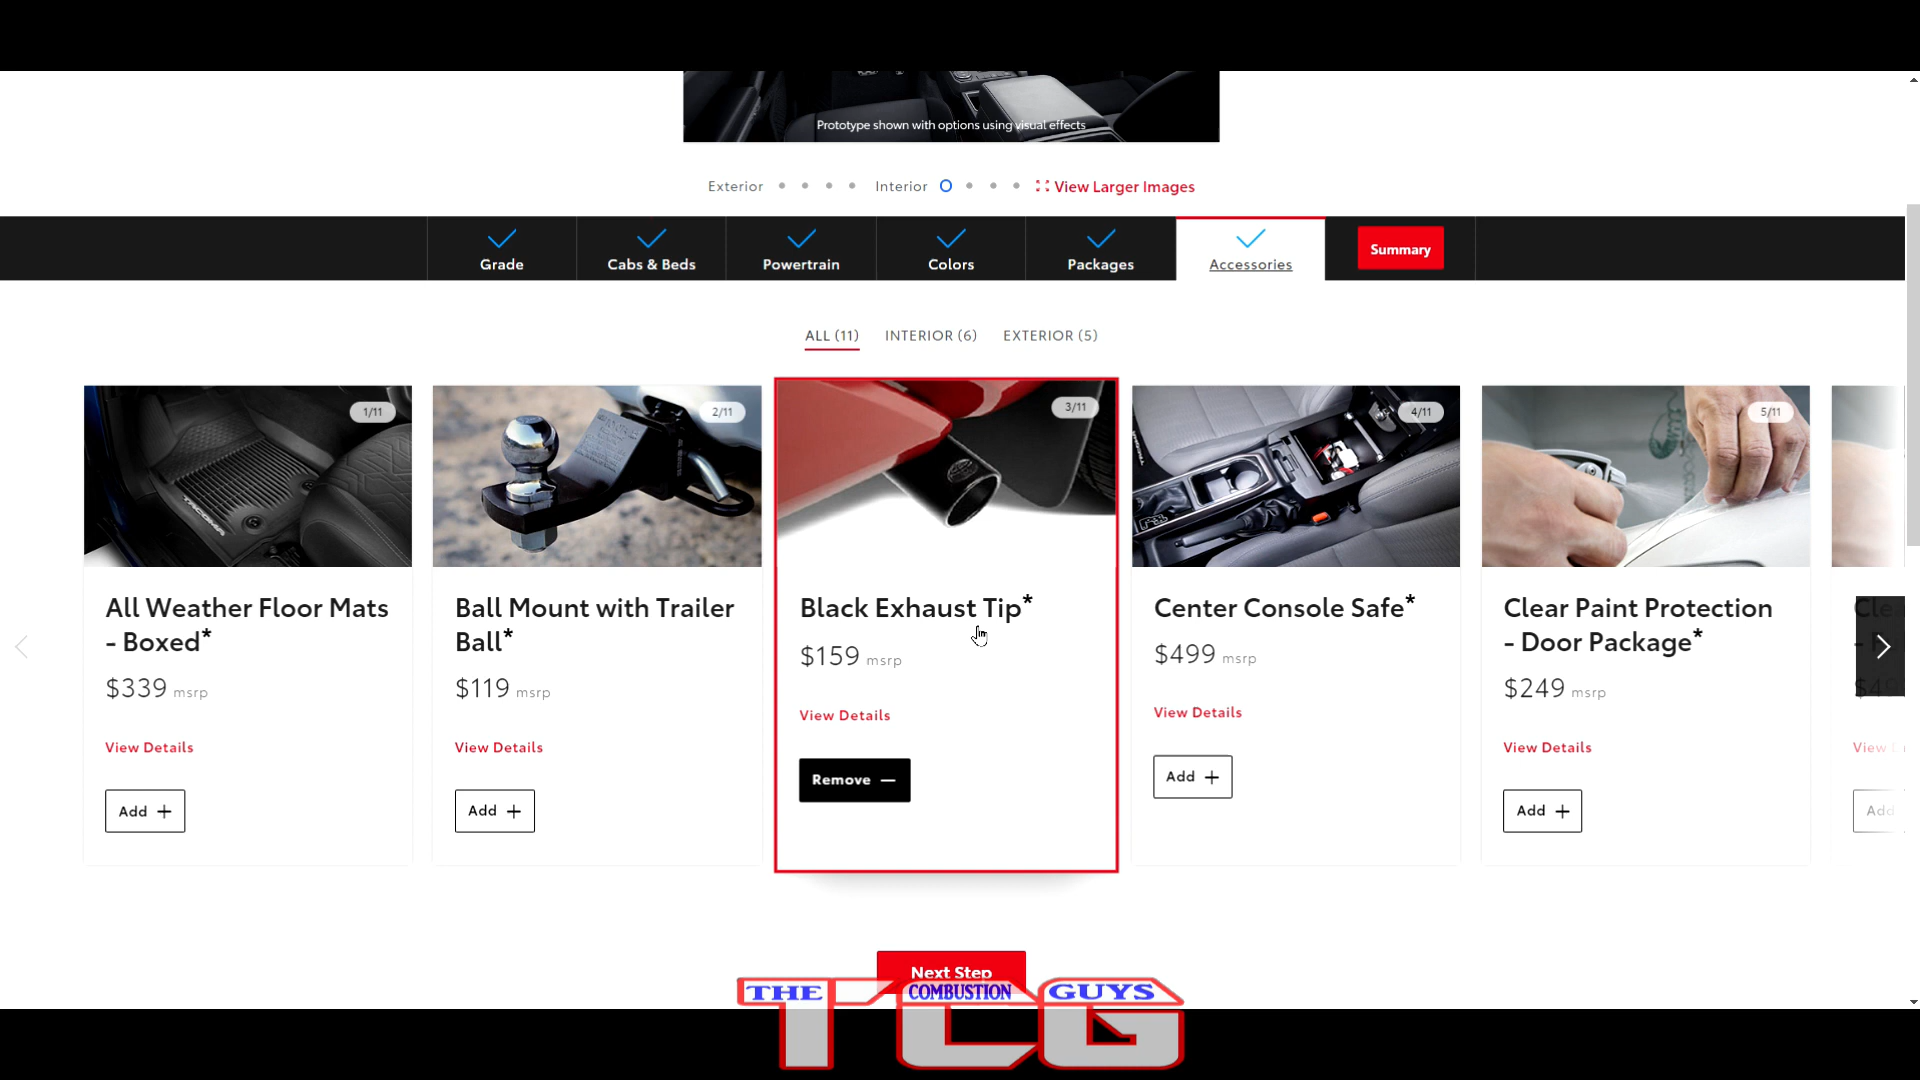 Prototype shown with options using visual effects
Exterior Interior View Larger Images
Grade Cabs & Beds Powertrain Colors Packages Accessories Summary
ALL (11) INTERIOR (6) EXTERIOR (5)
1/11 2/11 3/11 4/11 5/11
TACOMA
All Weather Floor Mats
- Boxed*
$339 msrp
View Details
Add +
Ball Mount with Trailer
Ball*
$119 msrp
View Details
Add +
Black Exhaust Tip*
$159 msrp
View Details
Remove —
Center Console Safe*
$499 msrp
View Details
Add +
Clear Paint Protection
- Door Package*
$249 msrp
View Details
Add +
View
Add
Next Step
THE COMBUSTION GUYS
TCG